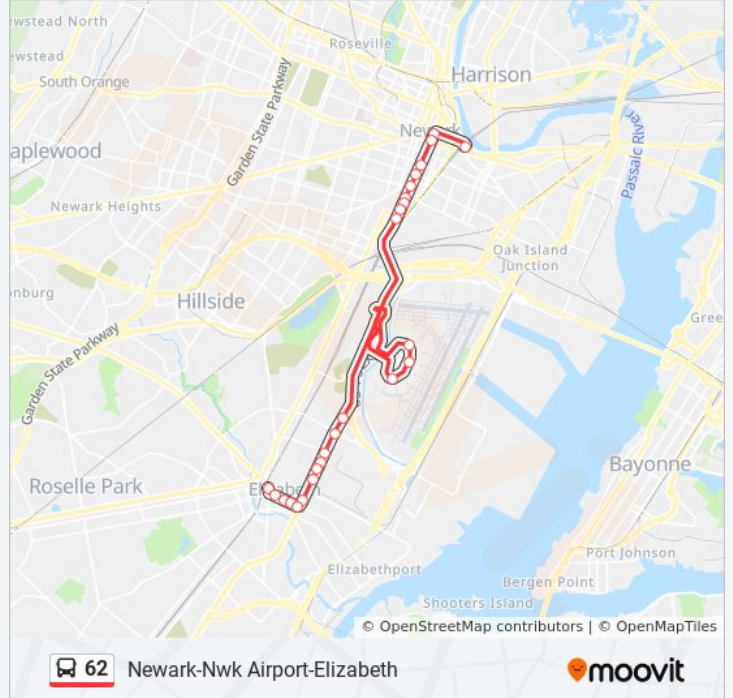 ewstead North
ewstead
Roseville
Harrison
South Orange
Garden State Parkway
Newark
aplewood
Passaic River
Newark Heights
Oak Island
Junction
onburg
Hillside
Gree
Garden State Parkway
Bayonne
Roselle Park
Elizabeth
Port Johnson
Elizabethport
Bergen Point
Shooters Island
© OpenStreetMap contributors | © OpenMapTiles
62 Newark-Nwk Airport-Elizabeth
moovit